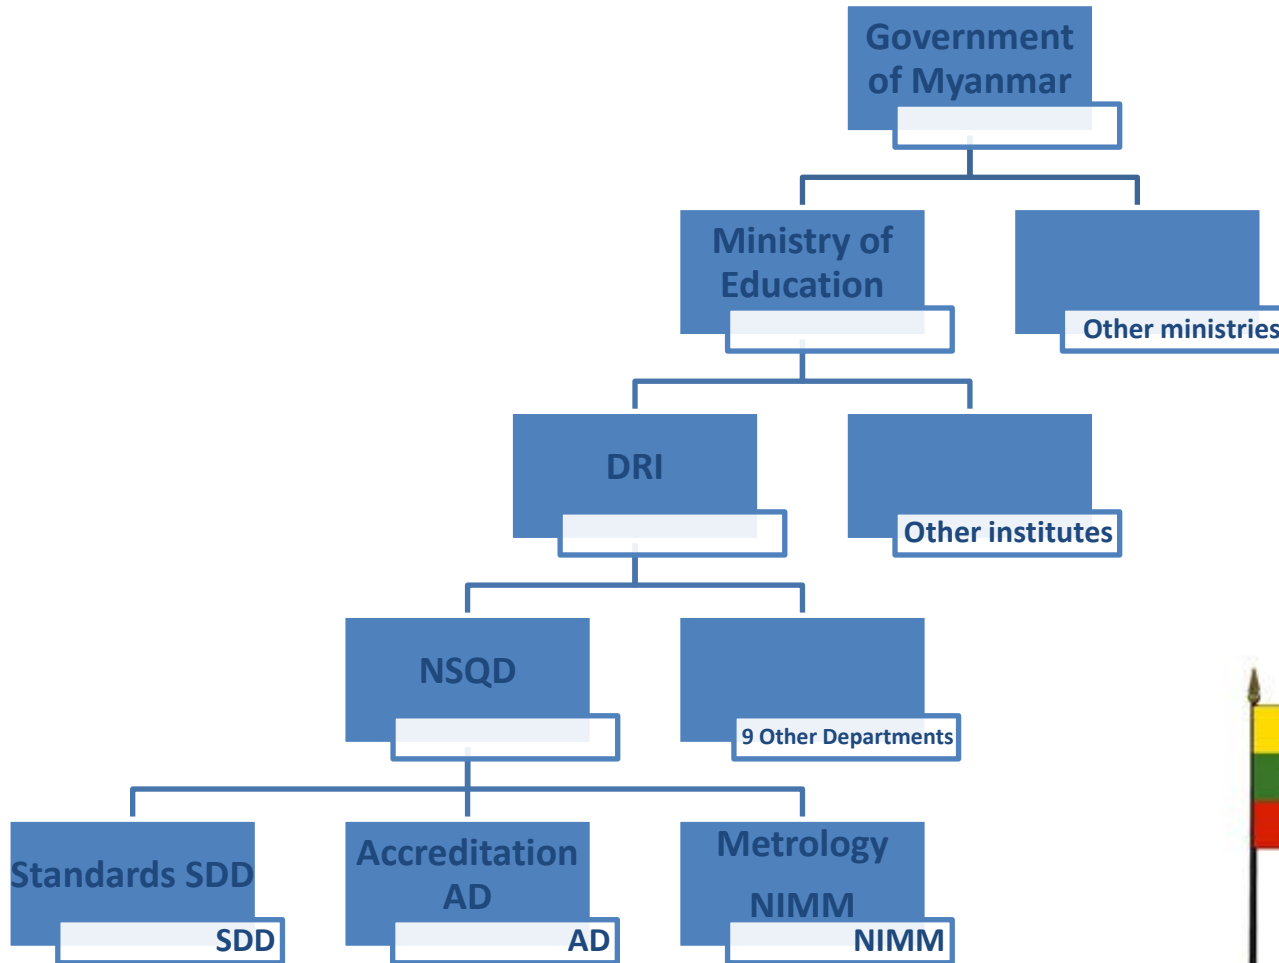 Government
of Myanmar
Ministry of
Education
Other ministries
DRI
Other institutes
NSQD
9 Other Departments
Standards SDD
SDD
Accreditation
AD
AD
Metrology
NIMM
NIMM